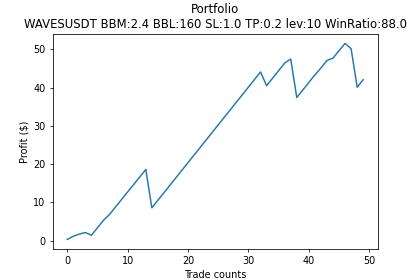 Portfolio
WAVESUSDT BBM:2.4 BBL:160 SL:1.0 TP:0.2 lev:10 WinRatio:88.0
50
40
30
20
10
0
Profit ($)
0 10 20 30 40 50
Trade counts